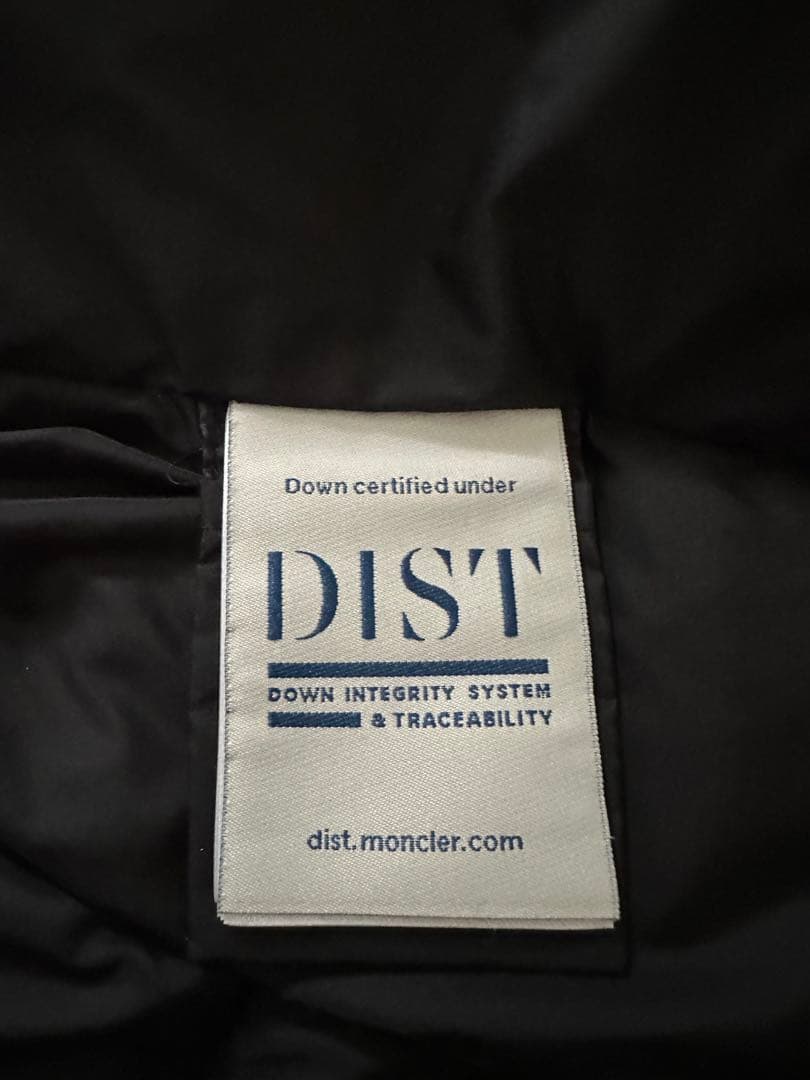 Down certified under
DIST
DOWN INTEGRITY SYSTEM
& TRACEABILITY
dist.moncler.com